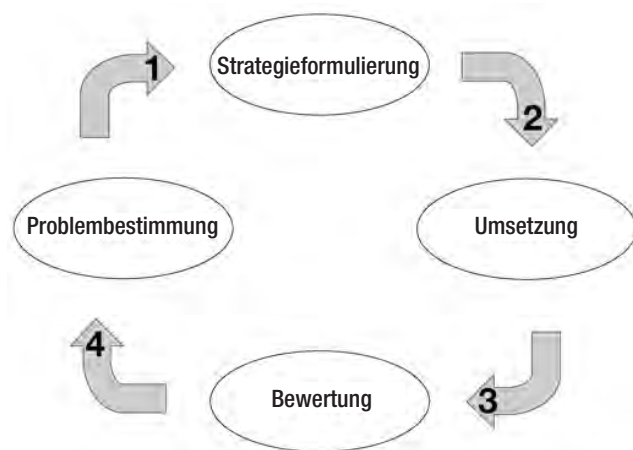 1
Strategieformulierung
2
Problembestimmung
Umsetzung
4
3
Bewertung